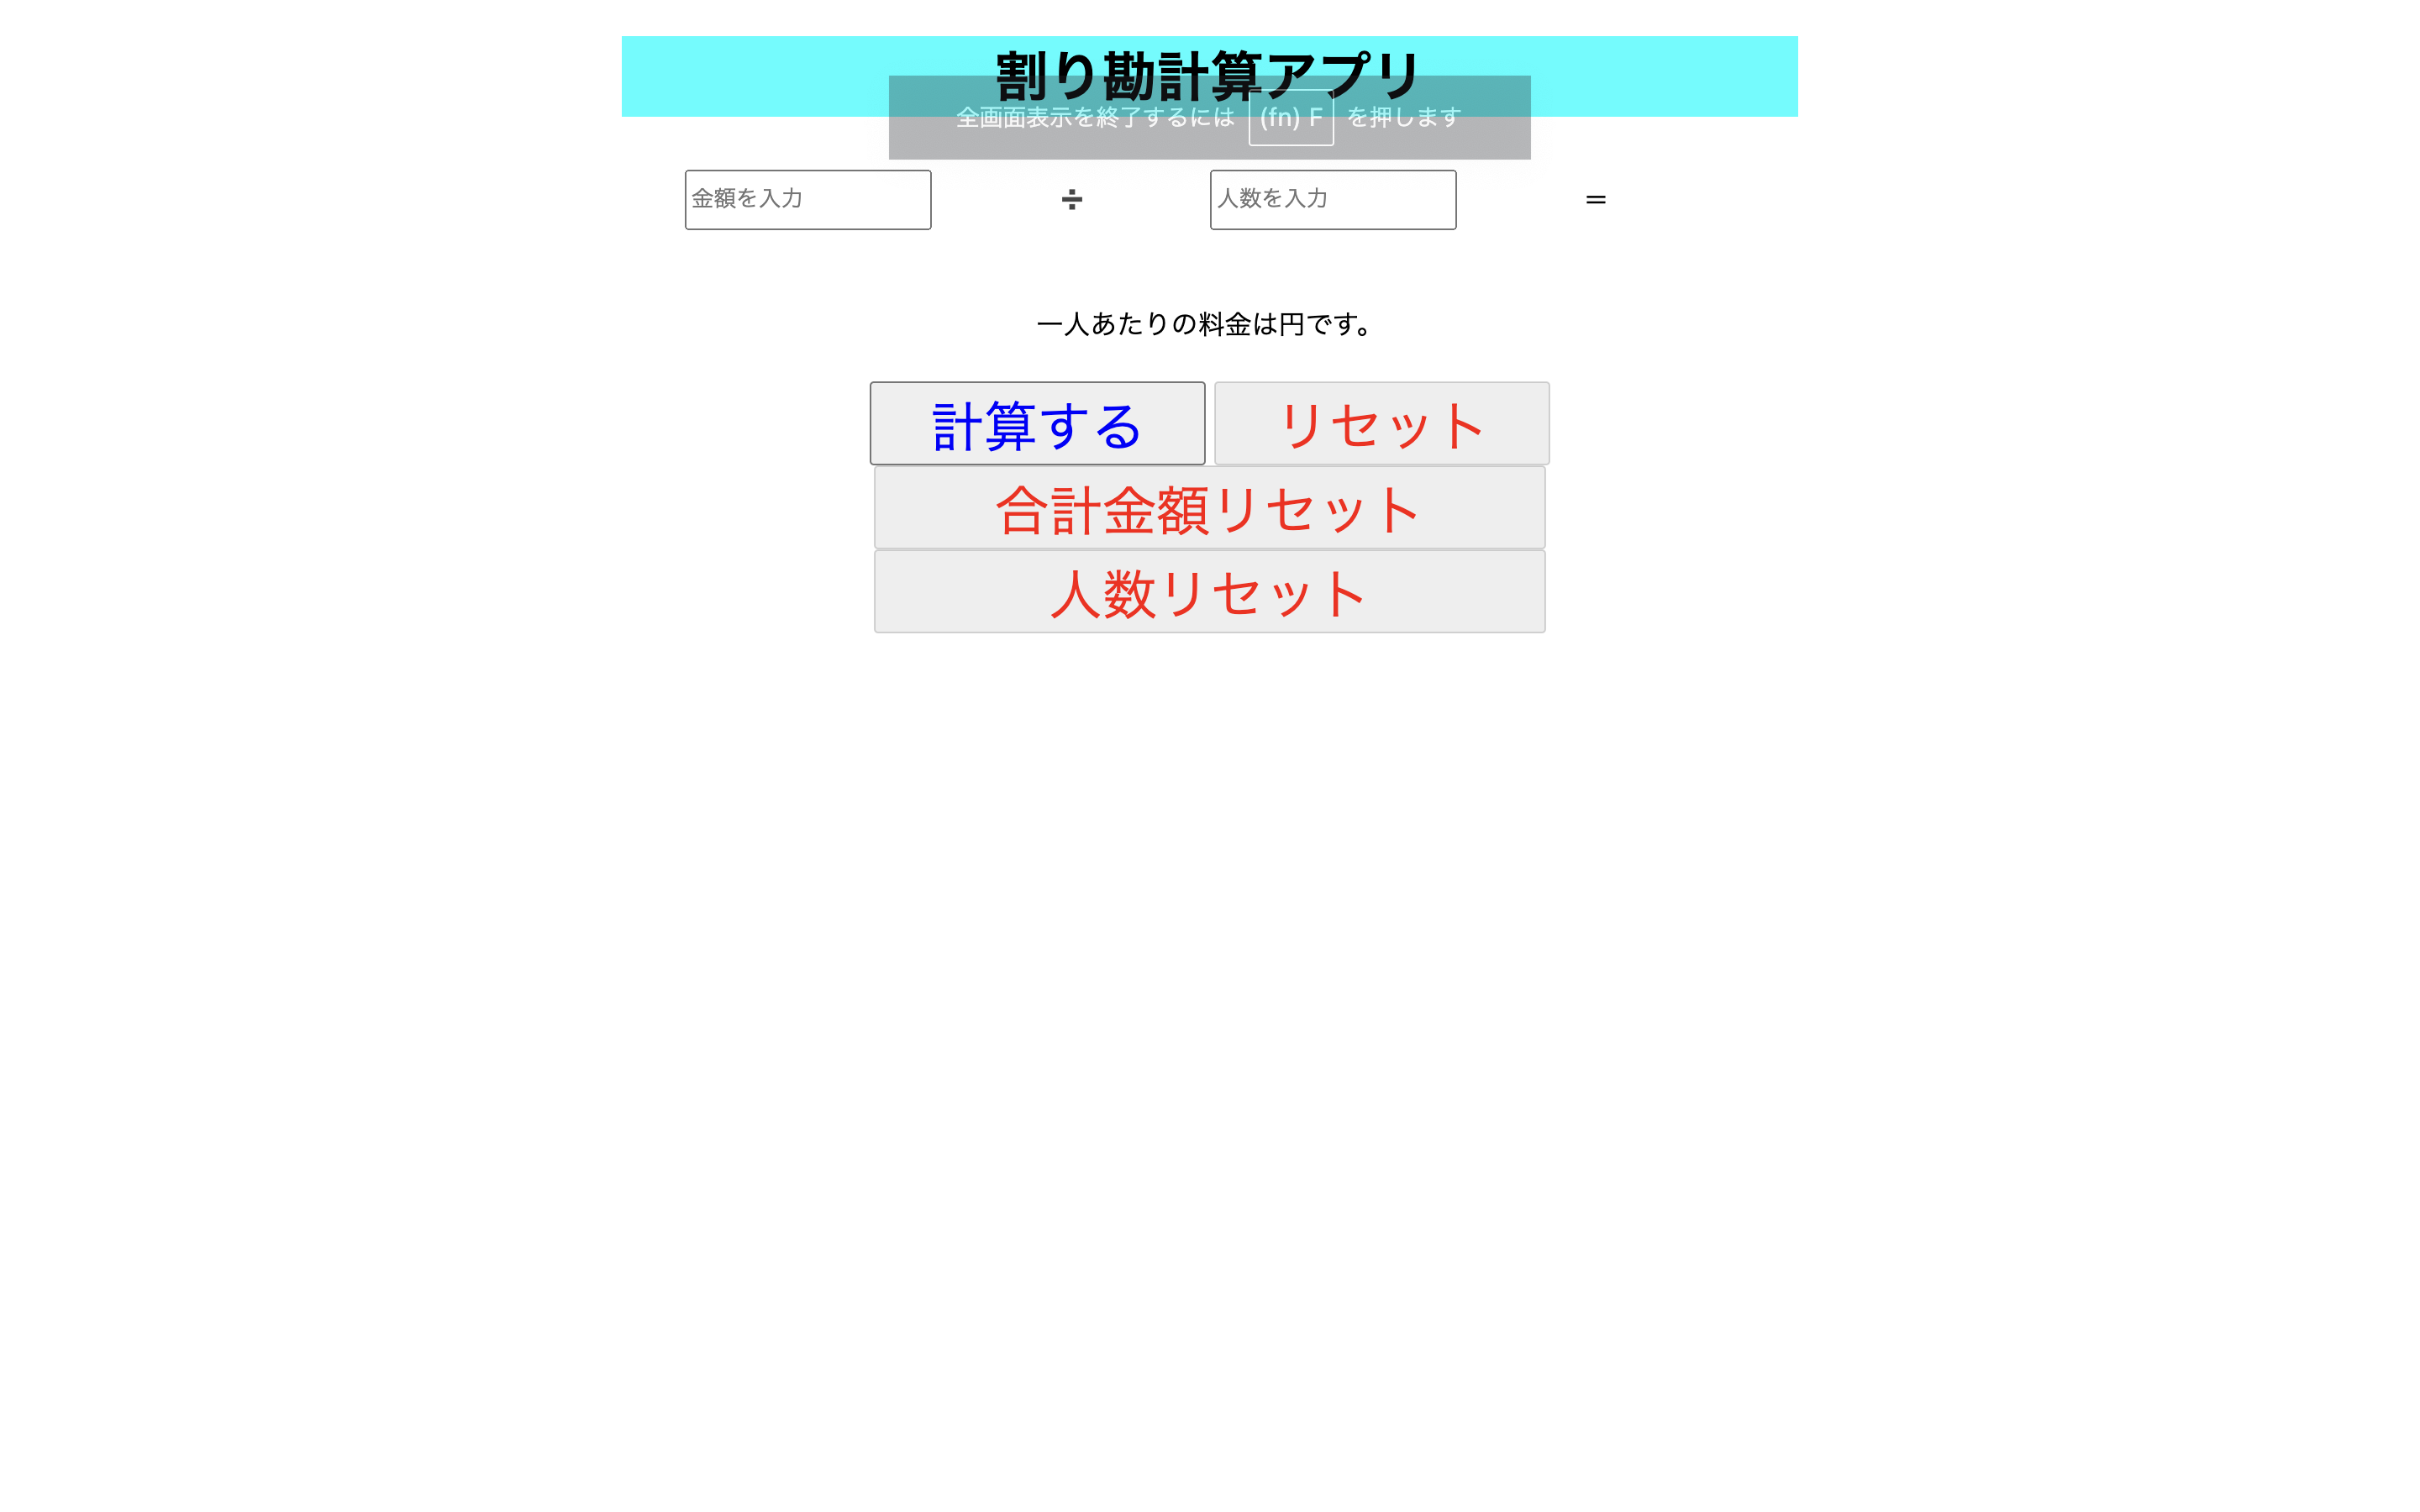 割り勘計算アプリ
全画面表示を終了するには (fn) F を押します
金額を入力 ÷ 人数を入力 =
一人あたりの料金は円です。
計算する リセット
合計金額リセット
人数リセット